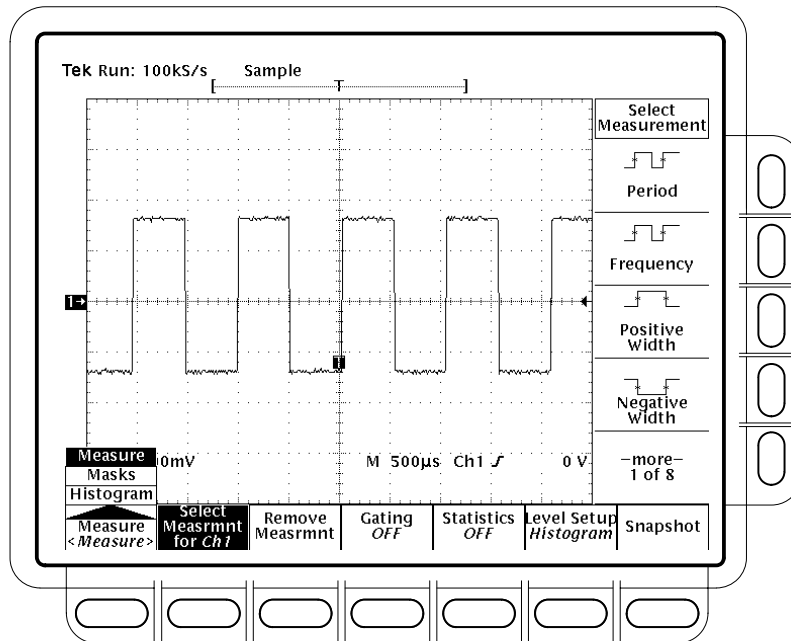 Tek Run: 100kS/s Sample
[ T ]
Select
Measurement
Period
Frequency
1→
Positive
Width
T
Negative
Width
Measure
Masks
Histogram
0mV M 500µs Ch1 0 V
–more–
1 of 8
Measure
<Measure>
Select
Measrmnt
for Ch1
Remove
Measrmnt
Gating
OFF
Statistics
OFF
Level Setup
Histogram
Snapshot